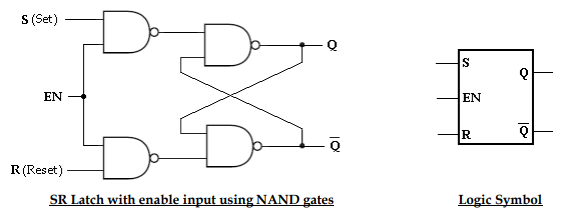 S (Set)
Q
EN
Q̅
R (Reset)
SR Latch with enable input using NAND gates
S
Q
EN
R
Q̅
Logic Symbol